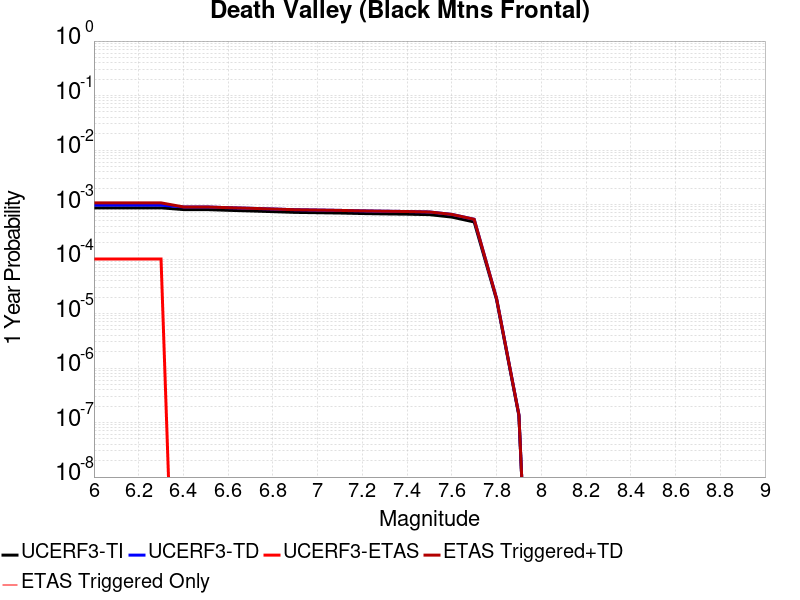 Death Valley (Black Mtns Frontal)
10^0
10^-1
10^-2
10^-3
10^-4
10^-5
10^-6
10^-7
10^-8
1 Year Probability
6 6.2 6.4 6.6 6.8 7 7.2 7.4 7.6 7.8 8 8.2 8.4 8.6 8.8 9
Magnitude
UCERF3-TI UCERF3-TD UCERF3-ETAS ETAS Triggered+TD
ETAS Triggered Only